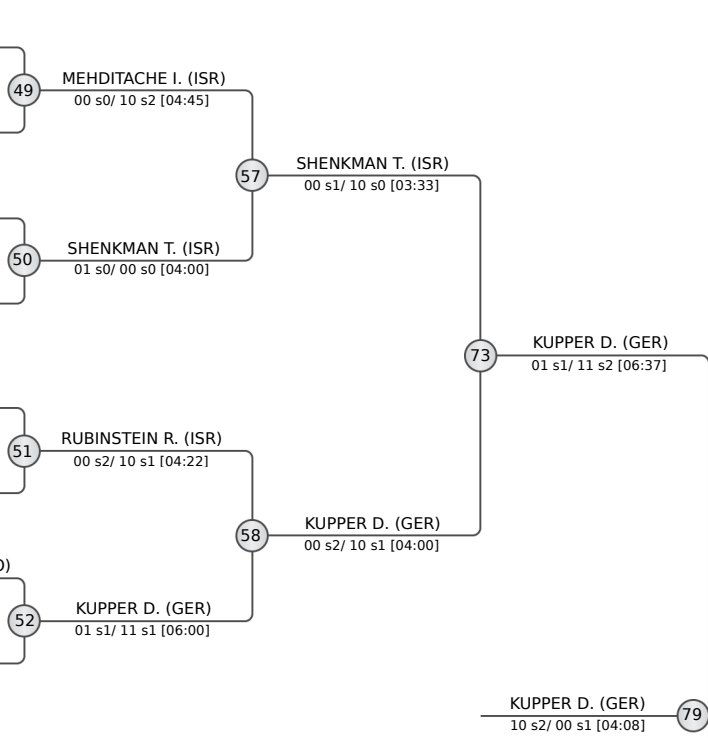 49
MEHDITACHE I. (ISR)
00 s0/ 10 s2 [04:45]
57
SHENKMAN T. (ISR)
00 s1/ 10 s0 [03:33]
50
SHENKMAN T. (ISR)
01 s0/ 00 s0 [04:00]
73
KUPPER D. (GER)
01 s1/ 11 s2 [06:37]
51
RUBINSTEIN R. (ISR)
00 s2/ 10 s1 [04:22]
58
KUPPER D. (GER)
00 s2/ 10 s1 [04:00]
52
KUPPER D. (GER)
01 s1/ 11 s1 [06:00]
KUPPER D. (GER)
10 s2/ 00 s1 [04:08]
79